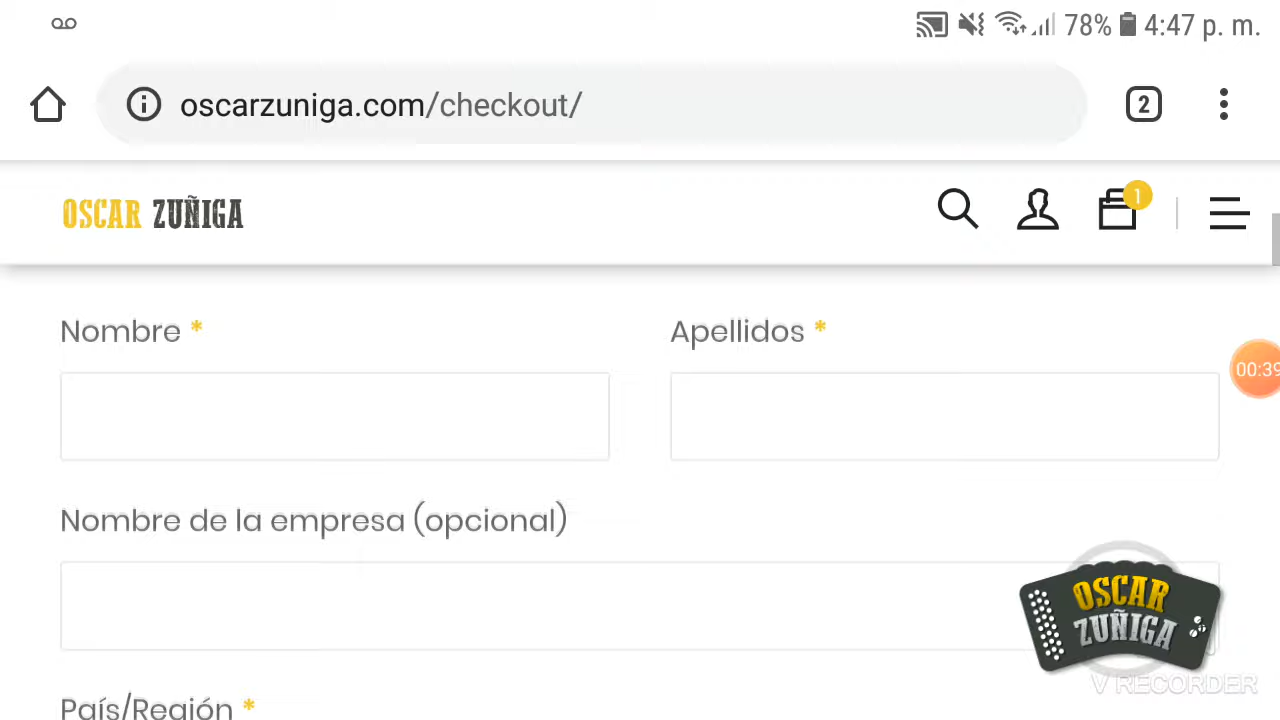 78% 4:47 p. m.
oscarzuniga.com/checkout/
2
OSCAR ZUÑIGA
1
Nombre *
Apellidos *
00:39
Nombre de la empresa (opcional)
OSCAR
ZUÑIGA
V RECORDER
País/Región *